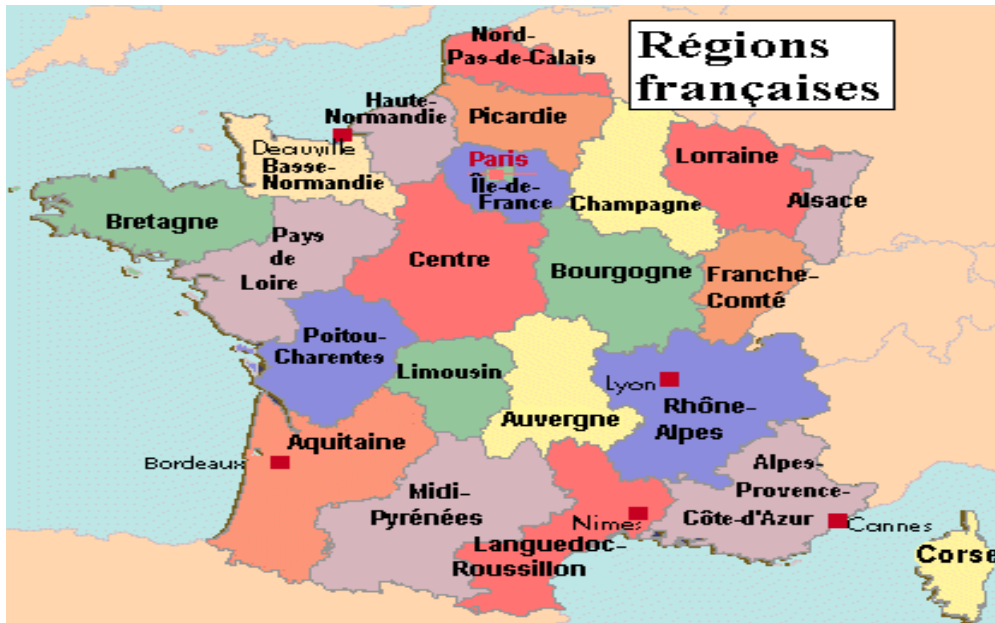 Régions
françaises
Nord-
Pas-de-Calais
Haute-
Normandie
Picardie
Deauville
Basse-
Normandie
Paris
Île-de-
France
Champagne
Lorraine
Alsace
Bretagne
Pays
de
Loire
Centre
Bourgogne
Franche-
Comté
Poitou-
Charentes
Limousin
Auvergne
Lyon
Rhône-
Alpes
Bordeaux
Aquitaine
Midi-
Pyrénées
Nimes
Languedoc-
Roussillon
Alpes-
Provence-
Côte-d'Azur
Cannes
Corse